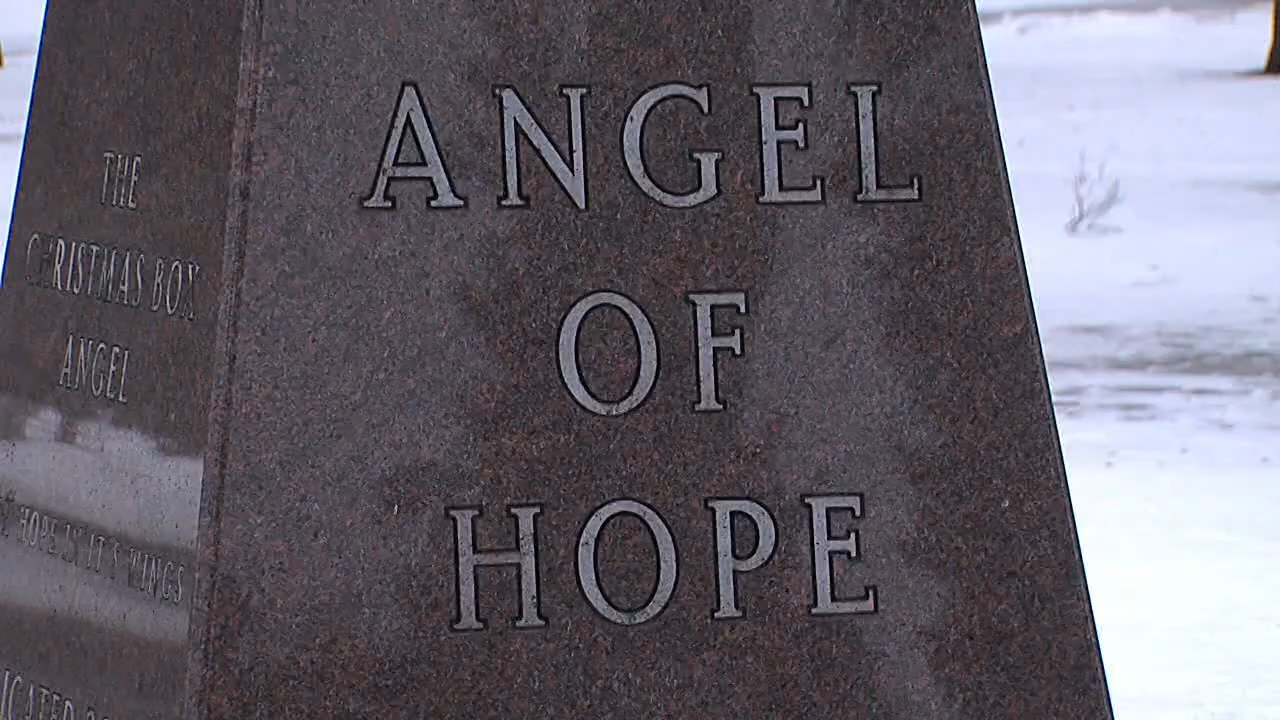 THE
CHRISTMAS BOX
ANGEL
HOPE IS IT'S WINGS
ANGEL
OF
HOPE